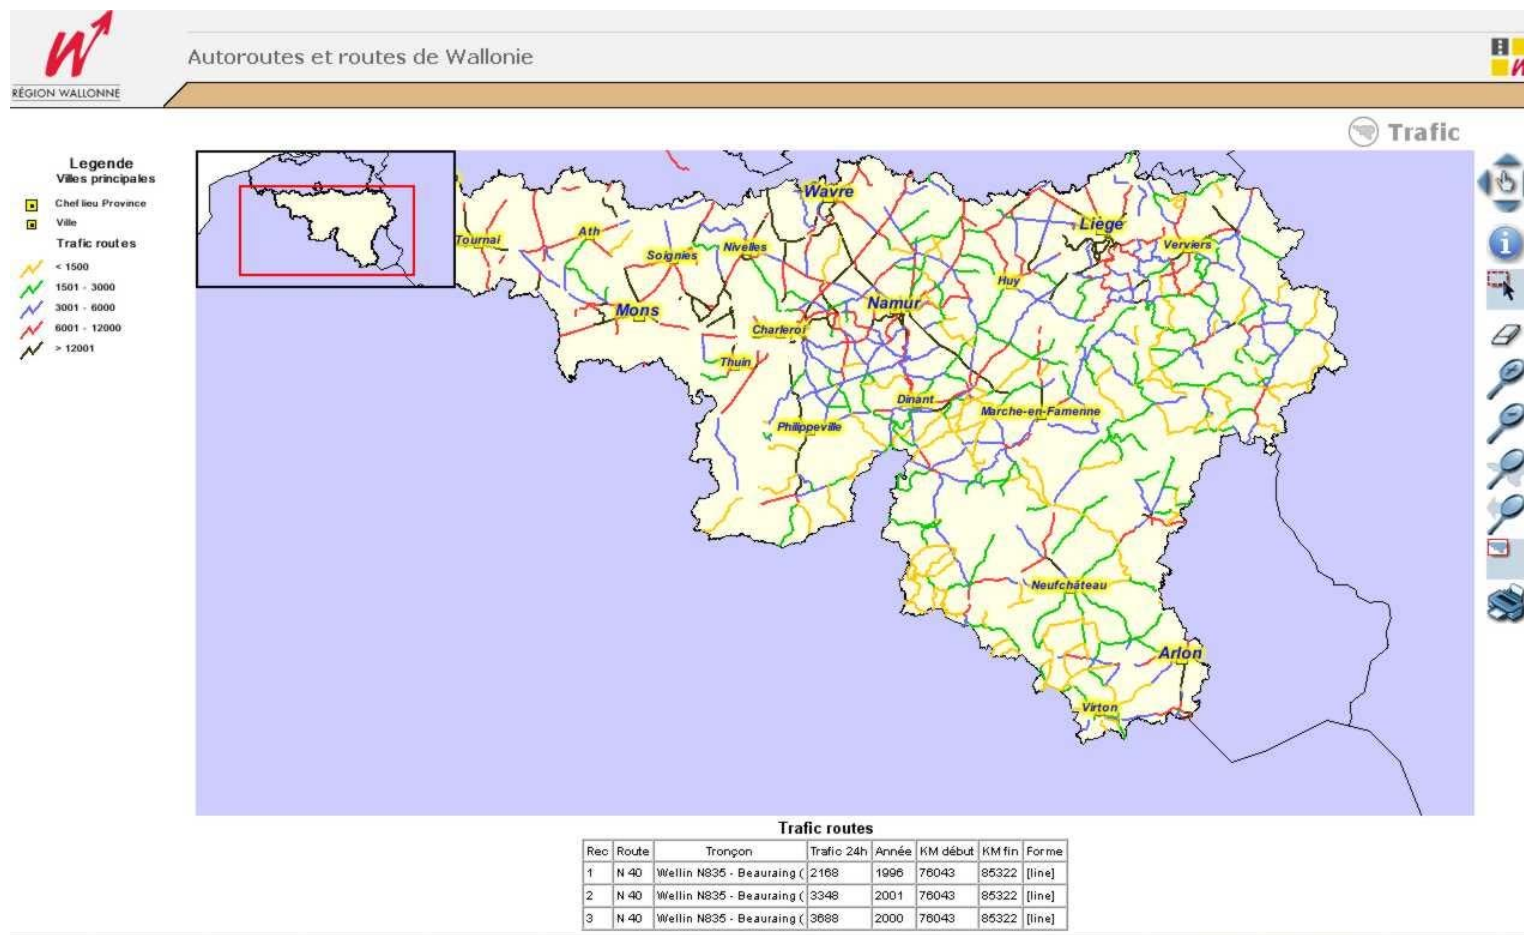 W
RÉGION WALLONNE
Autoroutes et routes de Wallonie
Trafic
Legende
Villes principales
Chef lieu Province
Ville
Trafic routes
< 1500
1501 - 3000
3001 - 6000
6001 - 12000
> 12001
Wavre
Tournai
Ath
Soignies
Nivelles
Liège
Verviers
Huy
Mons
Namur
Charleroi
Thuin
Dinant
Marche-en-Famenne
Philippeville
Neufchâteau
Arlon
Virton
Trafic routes
Rec Route Tronçon Trafic 24h Année KM début KM fin Forme
1 N 40 Wellin N835 - Beauraing ( 2168 1996 76043 85322 [line]
2 N 40 Wellin N835 - Beauraing ( 3348 2001 76043 85322 [line]
3 N 40 Wellin N835 - Beauraing ( 3688 2000 76043 85322 [line]